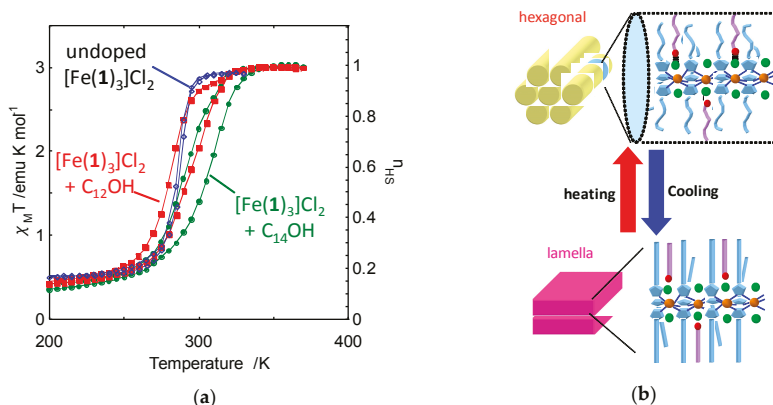 undoped
[Fe(1)3]Cl2
[Fe(1)3]Cl2
+ C12OH
[Fe(1)3]Cl2
+ C14OH
3
2
1
0
χMT /emu K mol-1
1
0.8
0.6
0.4
0.2
0
nHS
200
250
300
350
400
Temperature /K
(a)
hexagonal
heating
Cooling
lamella
(b)